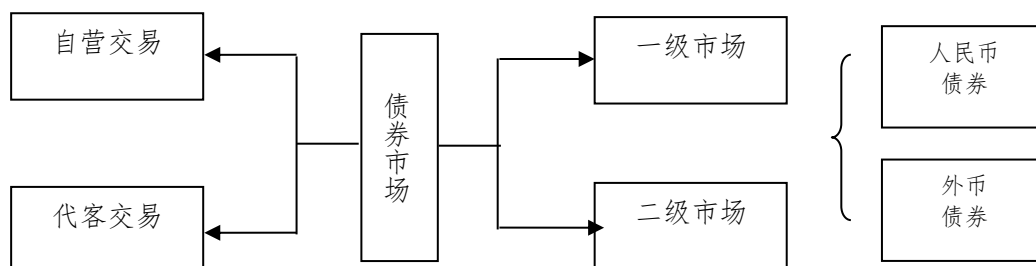 自营交易
代客交易
债券市场
一级市场
二级市场
人民币
债券
外币
债券